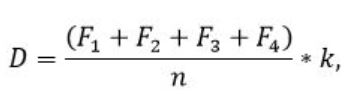 D = (F₁ + F₂ + F₃ + F₄) / n * k,